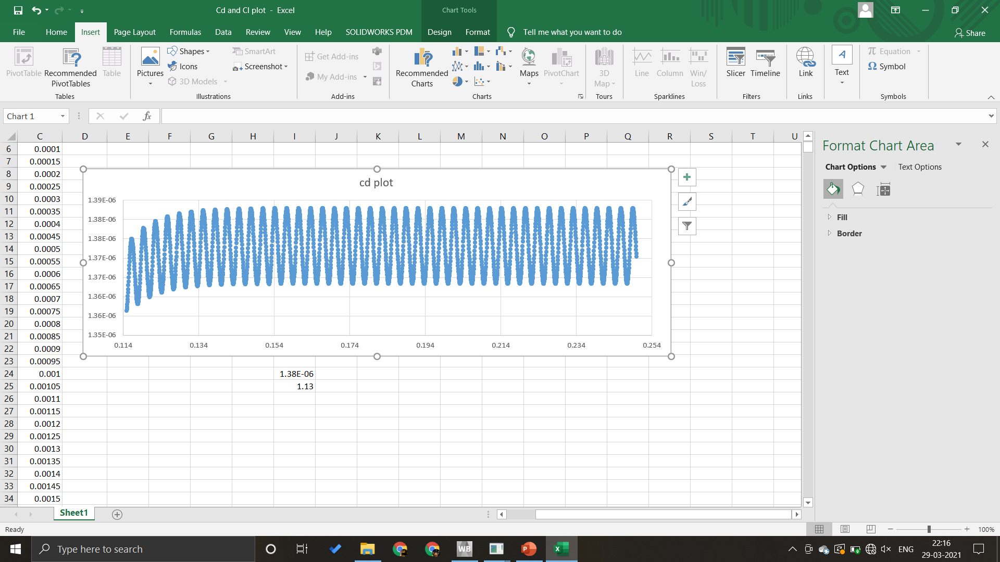 Cd and Cl plot - Excel
Chart Tools
File Home Insert Page Layout Formulas Data Review View Help SOLIDWORKS PDM Design Format Tell me what you want to do Share
PivotTable
Recommended PivotTables
Table
Tables
Pictures
Shapes
Icons
3D Models
SmartArt
Screenshot
Illustrations
Get Add-ins
My Add-ins
Add-ins
Recommended Charts
Maps
PivotChart
Charts
3D Map
Tours
Line
Column
Win/ Loss
Sparklines
Slicer
Timeline
Filters
Link
Links
A
Text
π Equation
Ω Symbol
Symbols
Chart 1
fx
C D E F G H I J K L M N O P Q R S T U
6 0.0001
7 0.00015
8 0.0002
9 0.00025
10 0.0003
11 0.00035
12 0.0004
13 0.00045
14 0.0005
15 0.00055
16 0.0006
17 0.00065
18 0.0007
19 0.00075
20 0.0008
21 0.00085
22 0.0009
23 0.00095
24 0.001 1.38E-06
25 0.00105 1.13
26 0.0011
27 0.00115
28 0.0012
29 0.00125
30 0.0013
31 0.00135
32 0.0014
33 0.00145
34 0.0015
cd plot
1.39E-06
1.38E-06
1.38E-06
1.37E-06
1.37E-06
1.36E-06
1.36E-06
1.35E-06
0.114 0.134 0.154 0.174 0.194 0.214 0.234 0.254
Format Chart Area
Chart Options Text Options
Fill
Border
Sheet1
Ready
100%
Type here to search
WB
P
X
ENG
22:16
29-03-2021